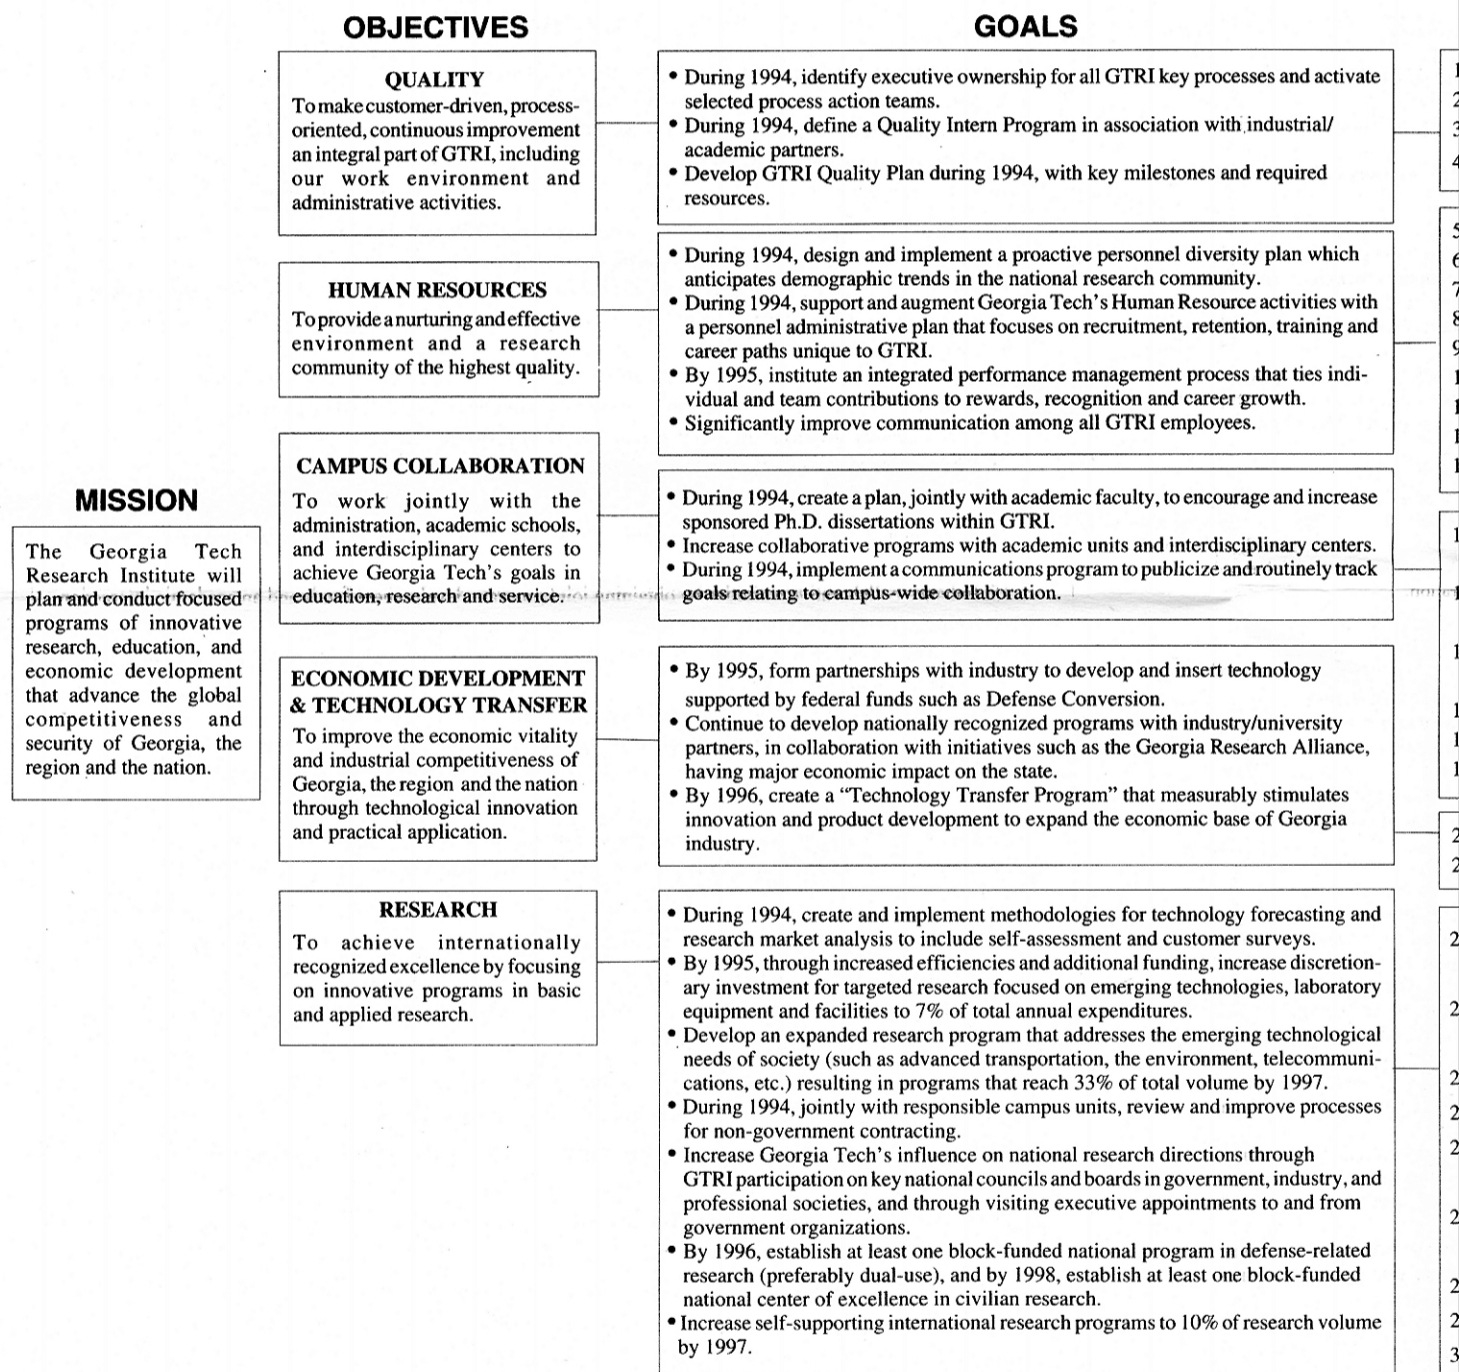 OBJECTIVES
GOALS
QUALITY
To make customer-driven, process-
oriented, continuous improvement
an integral part of GTRI, including
our work environment and
administrative activities.
• During 1994, identify executive ownership for all GTRI key processes and activate
selected process action teams.
• During 1994, define a Quality Intern Program in association with industrial/
academic partners.
• Develop GTRI Quality Plan during 1994, with key milestones and required
resources.
HUMAN RESOURCES
To provide a nurturing and effective
environment and a research
community of the highest quality.
• During 1994, design and implement a proactive personnel diversity plan which
anticipates demographic trends in the national research community.
• During 1994, support and augment Georgia Tech's Human Resource activities with
a personnel administrative plan that focuses on recruitment, retention, training and
career paths unique to GTRI.
• By 1995, institute an integrated performance management process that ties indi-
vidual and team contributions to rewards, recognition and career growth.
• Significantly improve communication among all GTRI employees.
MISSION
The Georgia Tech
Research Institute will
plan and conduct focused
programs of innovative
research, education, and
economic development
that advance the global
competitiveness and
security of Georgia, the
region and the nation.
CAMPUS COLLABORATION
To work jointly with the
administration, academic schools,
and interdisciplinary centers to
achieve Georgia Tech's goals in
education, research and service.
• During 1994, create a plan, jointly with academic faculty, to encourage and increase
sponsored Ph.D. dissertations within GTRI.
• Increase collaborative programs with academic units and interdisciplinary centers.
• During 1994, implement a communications program to publicize and routinely track
goals relating to campus-wide collaboration.
ECONOMIC DEVELOPMENT
& TECHNOLOGY TRANSFER
To improve the economic vitality
and industrial competitiveness of
Georgia, the region and the nation
through technological innovation
and practical application.
• By 1995, form partnerships with industry to develop and insert technology
supported by federal funds such as Defense Conversion.
• Continue to develop nationally recognized programs with industry/university
partners, in collaboration with initiatives such as the Georgia Research Alliance,
having major economic impact on the state.
• By 1996, create a “Technology Transfer Program” that measurably stimulates
innovation and product development to expand the economic base of Georgia
industry.
RESEARCH
To achieve internationally
recognized excellence by focusing
on innovative programs in basic
and applied research.
• During 1994, create and implement methodologies for technology forecasting and
research market analysis to include self-assessment and customer surveys.
• By 1995, through increased efficiencies and additional funding, increase discretion-
ary investment for targeted research focused on emerging technologies, laboratory
equipment and facilities to 7% of total annual expenditures.
• Develop an expanded research program that addresses the emerging technological
needs of society (such as advanced transportation, the environment, telecommuni-
cations, etc.) resulting in programs that reach 33% of total volume by 1997.
• During 1994, jointly with responsible campus units, review and improve processes
for non-government contracting.
• Increase Georgia Tech's influence on national research directions through
GTRI participation on key national councils and boards in government, industry, and
professional societies, and through visiting executive appointments to and from
government organizations.
• By 1996, establish at least one block-funded national program in defense-related
research (preferably dual-use), and by 1998, establish at least one block-funded
national center of excellence in civilian research.
• Increase self-supporting international research programs to 10% of research volume
by 1997.